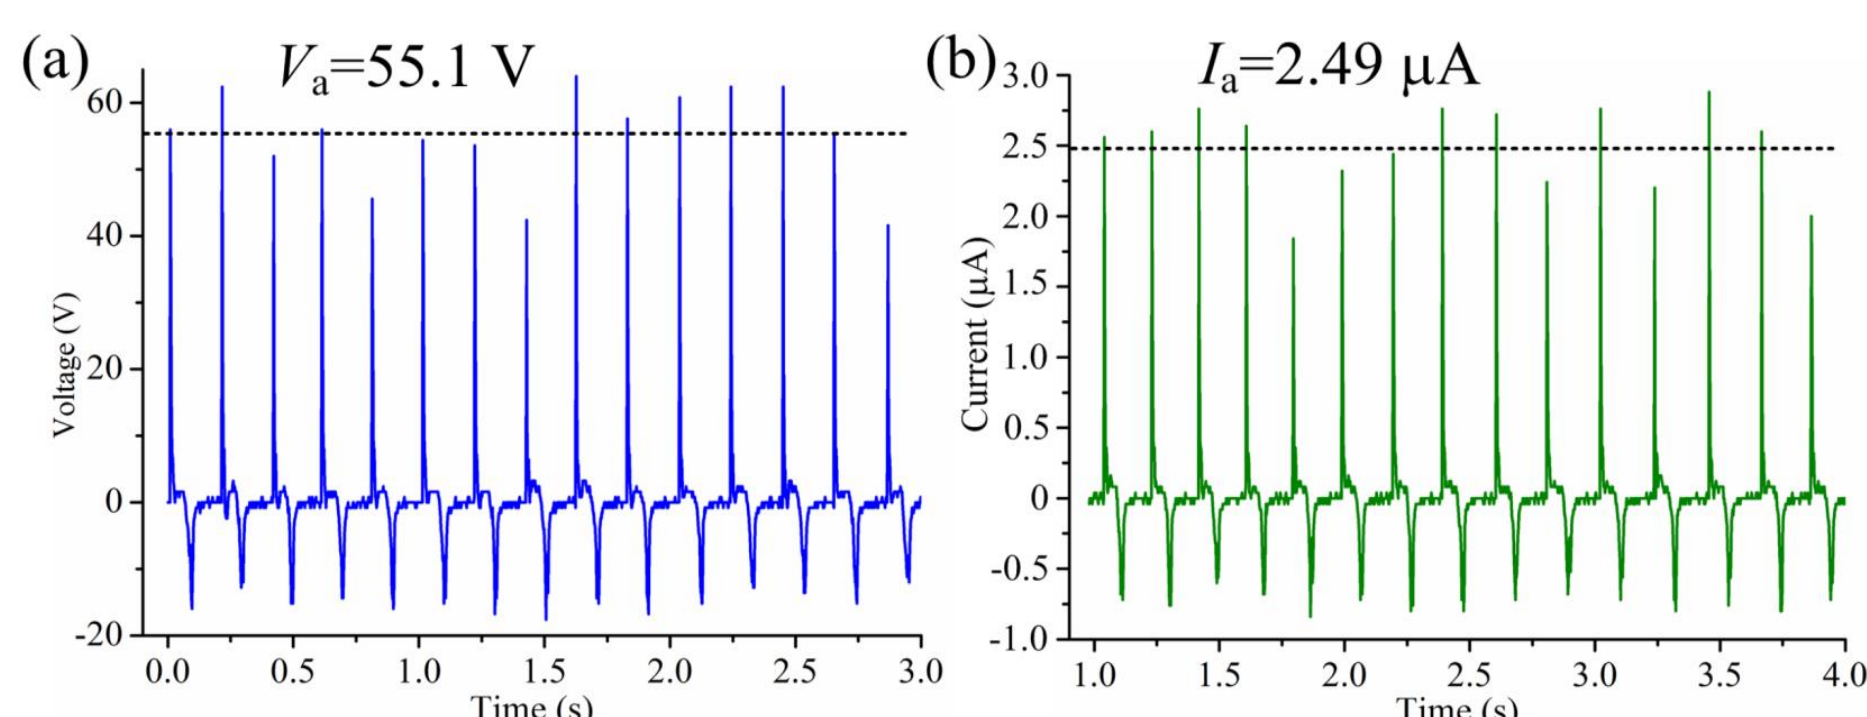 (a)
Vₐ=55.1 V
60
40
20
0
-20
Voltage (V)
0.0 0.5 1.0 1.5 2.0 2.5 3.0
Time (s)
(b)
Iₐ=2.49 μA
3.0
2.5
2.0
1.5
1.0
0.5
0
-0.5
-1.0
Current (μA)
1.0 1.5 2.0 2.5 3.0 3.5 4.0
Time (s)